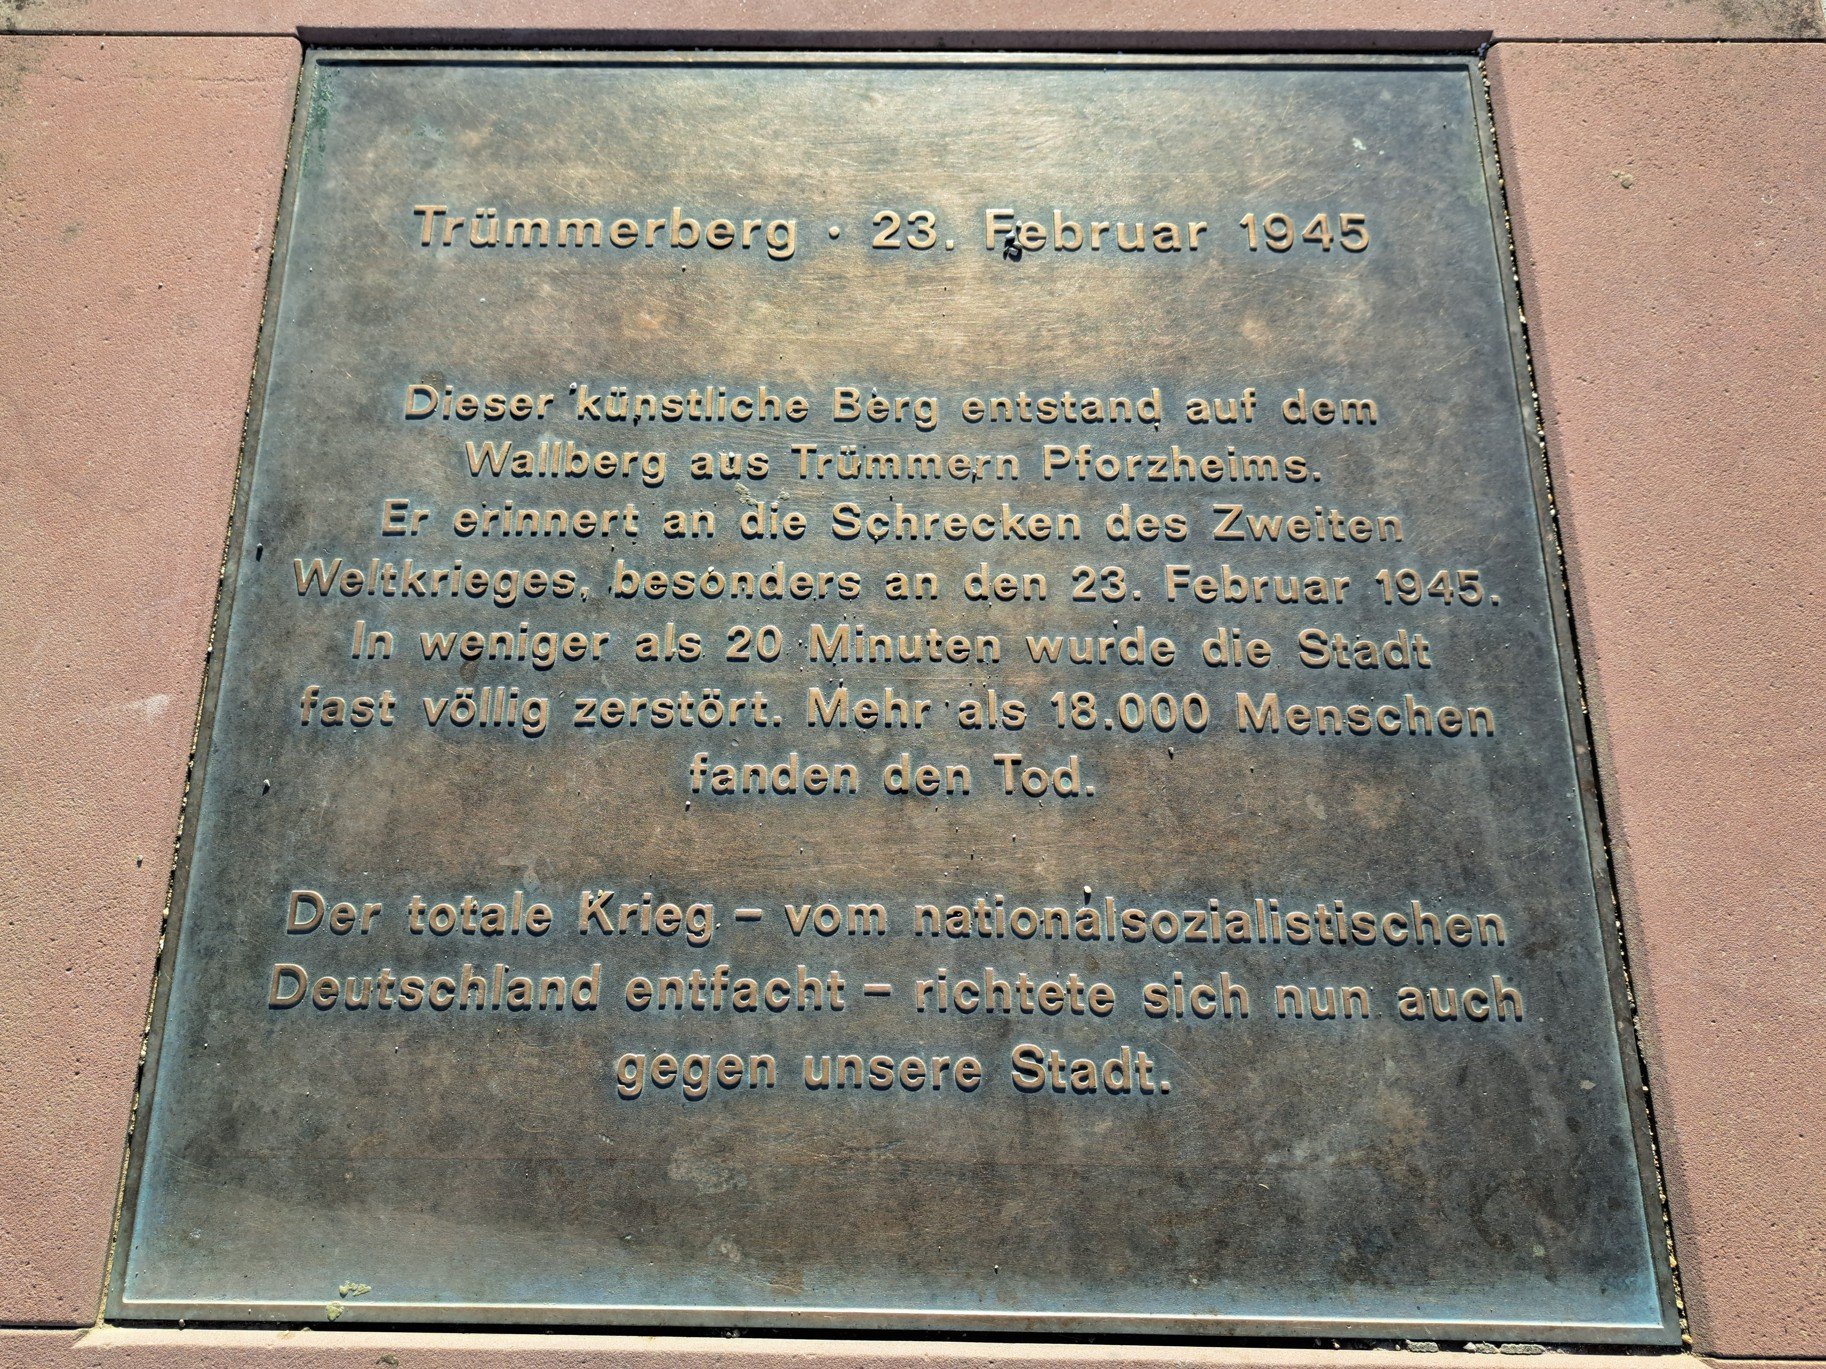 Trümmerberg · 23. Februar 1945
Dieser künstliche Berg entstand auf dem
Wallberg aus Trümmern Pforzheims.
Er erinnert an die Schrecken des Zweiten
Weltkrieges, besonders an den 23. Februar 1945.
In weniger als 20 Minuten wurde die Stadt
fast völlig zerstört. Mehr als 18.000 Menschen
fanden den Tod.
Der totale Krieg – vom nationalsozialistischen
Deutschland entfacht – richtete sich nun auch
gegen unsere Stadt.